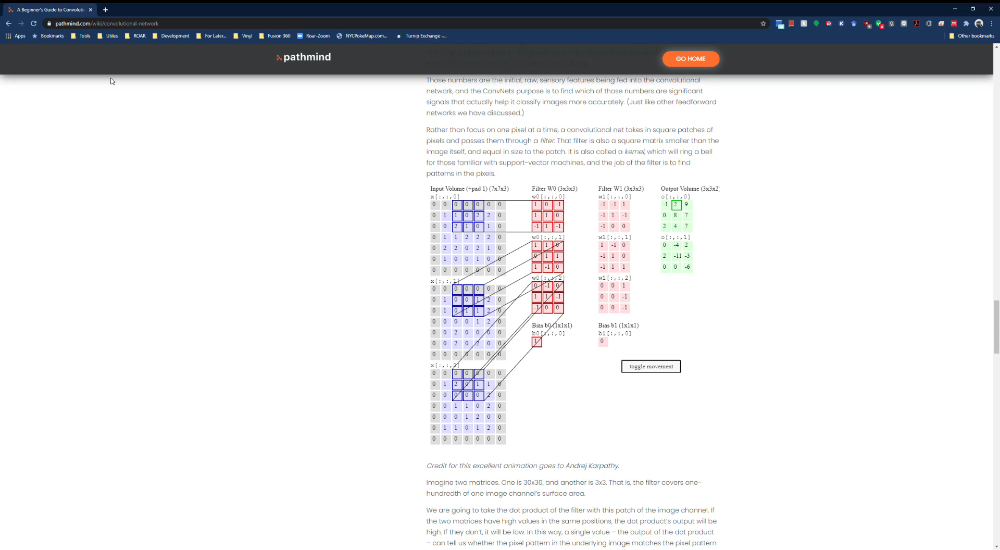 A Beginner's Guide to Convoluti
pathmind.com/wiki/convolutional-network
Apps Bookmarks Tools Utiles ROAR Development For Later... Vinyl Fusion 360 Roar-Zoom NYCPokeMap.com... Turnip Exchange -... Other bookmarks
pathmind
GO HOME
Those numbers are the initial, raw, sensory features being fed into the convolutional
network, and the ConvNets purpose is to find which of those numbers are significant
signals that actually help it classify images more accurately. (Just like other feedforward
networks we have discussed.)
Rather than focus on one pixel at a time, a convolutional net takes in square patches of
pixels and passes them through a filter. That filter is also a square matrix smaller than the
image itself, and equal in size to the patch. It is also called a kernel, which will ring a bell
for those familiar with support-vector machines, and the job of the filter is to find
patterns in the pixels.
Input Volume (+pad 1) (7x7x3)
x[:,:,0]
0 0 0 0 0 0 0
0 1 1 0 2 2 0
0 0 2 1 0 1 0
0 1 1 2 2 2 0
0 2 2 0 2 1 0
0 1 0 0 1 0 0
0 0 0 0 0 0 0
x[:,:,1]
0 0 0 0 0 0 0
0 1 0 0 1 2 0
0 1 0 1 1 2 0
0 0 0 0 1 2 0
0 0 2 0 0 0 0
0 0 2 0 2 0 0
0 0 0 0 0 0 0
x[:,:,2]
0 0 0 0 0 0 0
0 1 2 0 1 1 0
0 0 0 0 0 2 0
0 0 1 1 0 2 0
0 0 0 1 2 0 0
0 1 1 0 1 2 0
0 0 0 0 0 0 0
Filter W0 (3x3x3)
w0[:,:,0]
1 0 -1
1 1 0
-1 1 -1
w0[:,:,1]
1 1 0
0 1 1
1 -1 0
w0[:,:,2]
0 -1 0
1 1 -1
-1 0 0
Bias b0 (1x1x1)
b0[:,:,0]
1
Filter W1 (3x3x3)
w1[:,:,0]
-1 -1 1
-1 1 -1
-1 0 0
w1[:,:,1]
1 -1 0
-1 1 0
-1 1 1
w1[:,:,2]
0 0 1
0 0 -1
0 0 -1
Bias b1 (1x1x1)
b1[:,:,0]
0
Output Volume (3x3x2)
o[:,:,0]
-1 2 9
0 8 7
2 4 7
o[:,:,1]
0 -4 2
2 -11 -3
0 0 -6
toggle movement
Credit for this excellent animation goes to Andrej Karpathy.
Imagine two matrices. One is 30x30, and another is 3x3. That is, the filter covers one-
hundredth of one image channel's surface area.
We are going to take the dot product of the filter with this patch of the image channel. If
the two matrices have high values in the same positions, the dot product's output will be
high. If they don't, it will be low. In this way, a single value – the output of the dot product
– can tell us whether the pixel pattern in the underlying image matches the pixel pattern